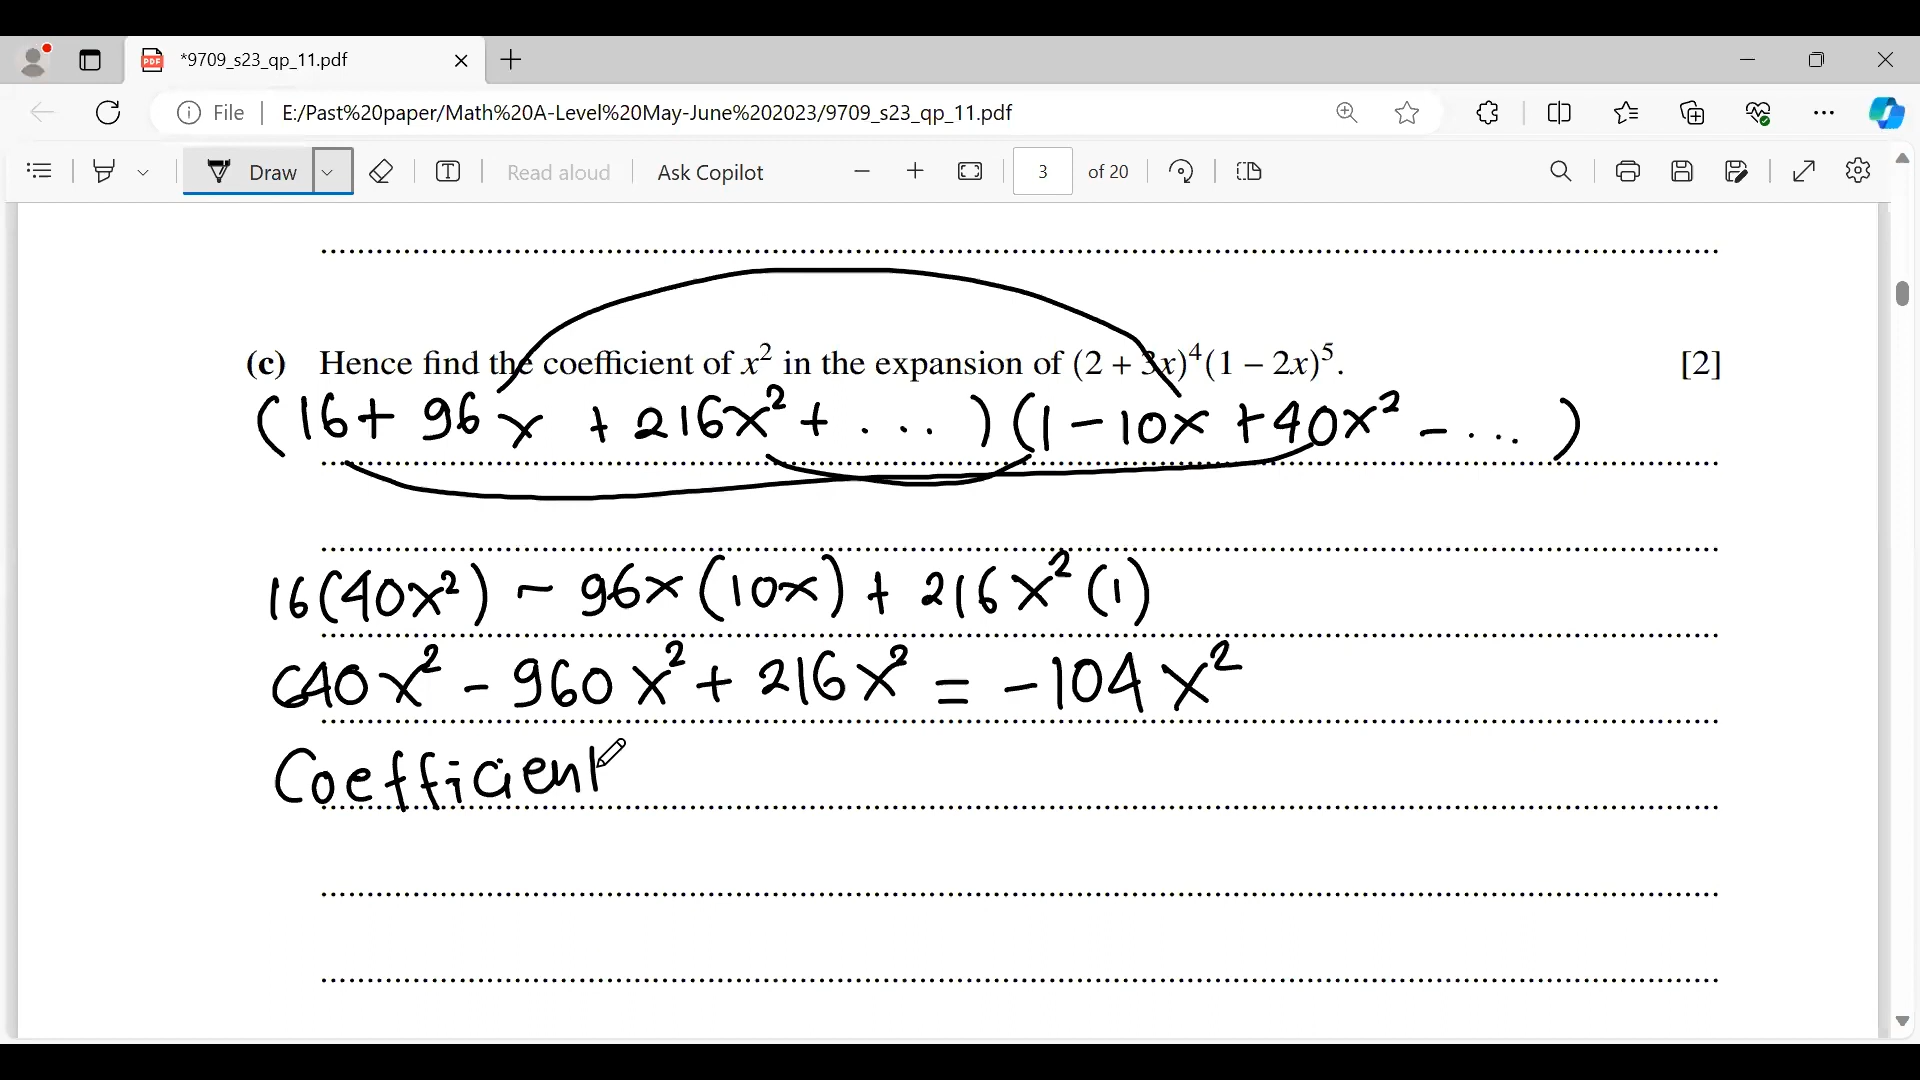 *9709_s23_qp_11.pdf
File E:/Past%20paper/Math%20A-Level%20May-June%202023/9709_s23_qp_11.pdf
Draw Read aloud Ask Copilot 3 of 20
(c) Hence find the coefficient of x² in the expansion of (2 + 3x)⁴(1 − 2x)⁵. [2]
(16 + 96x + 216x² + ...)(1 − 10x + 40x² − ...)
16(40x²) − 96x(10x) + 216x²(1)
640x² − 960x² + 216x² = −104x²
Coefficient